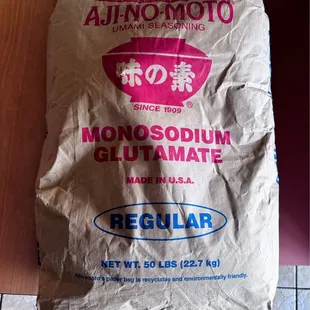 AJI-NO-MOTO
UMAMI SEASONING
味の素
SINCE 1909
®
MONOSODIUM
GLUTAMATE
MADE IN U.S.A.
REGULAR
NET WT. 50 LBS (22.7 kg)
Ajinomoto's paper bag is recyclable and environmentally friendly.